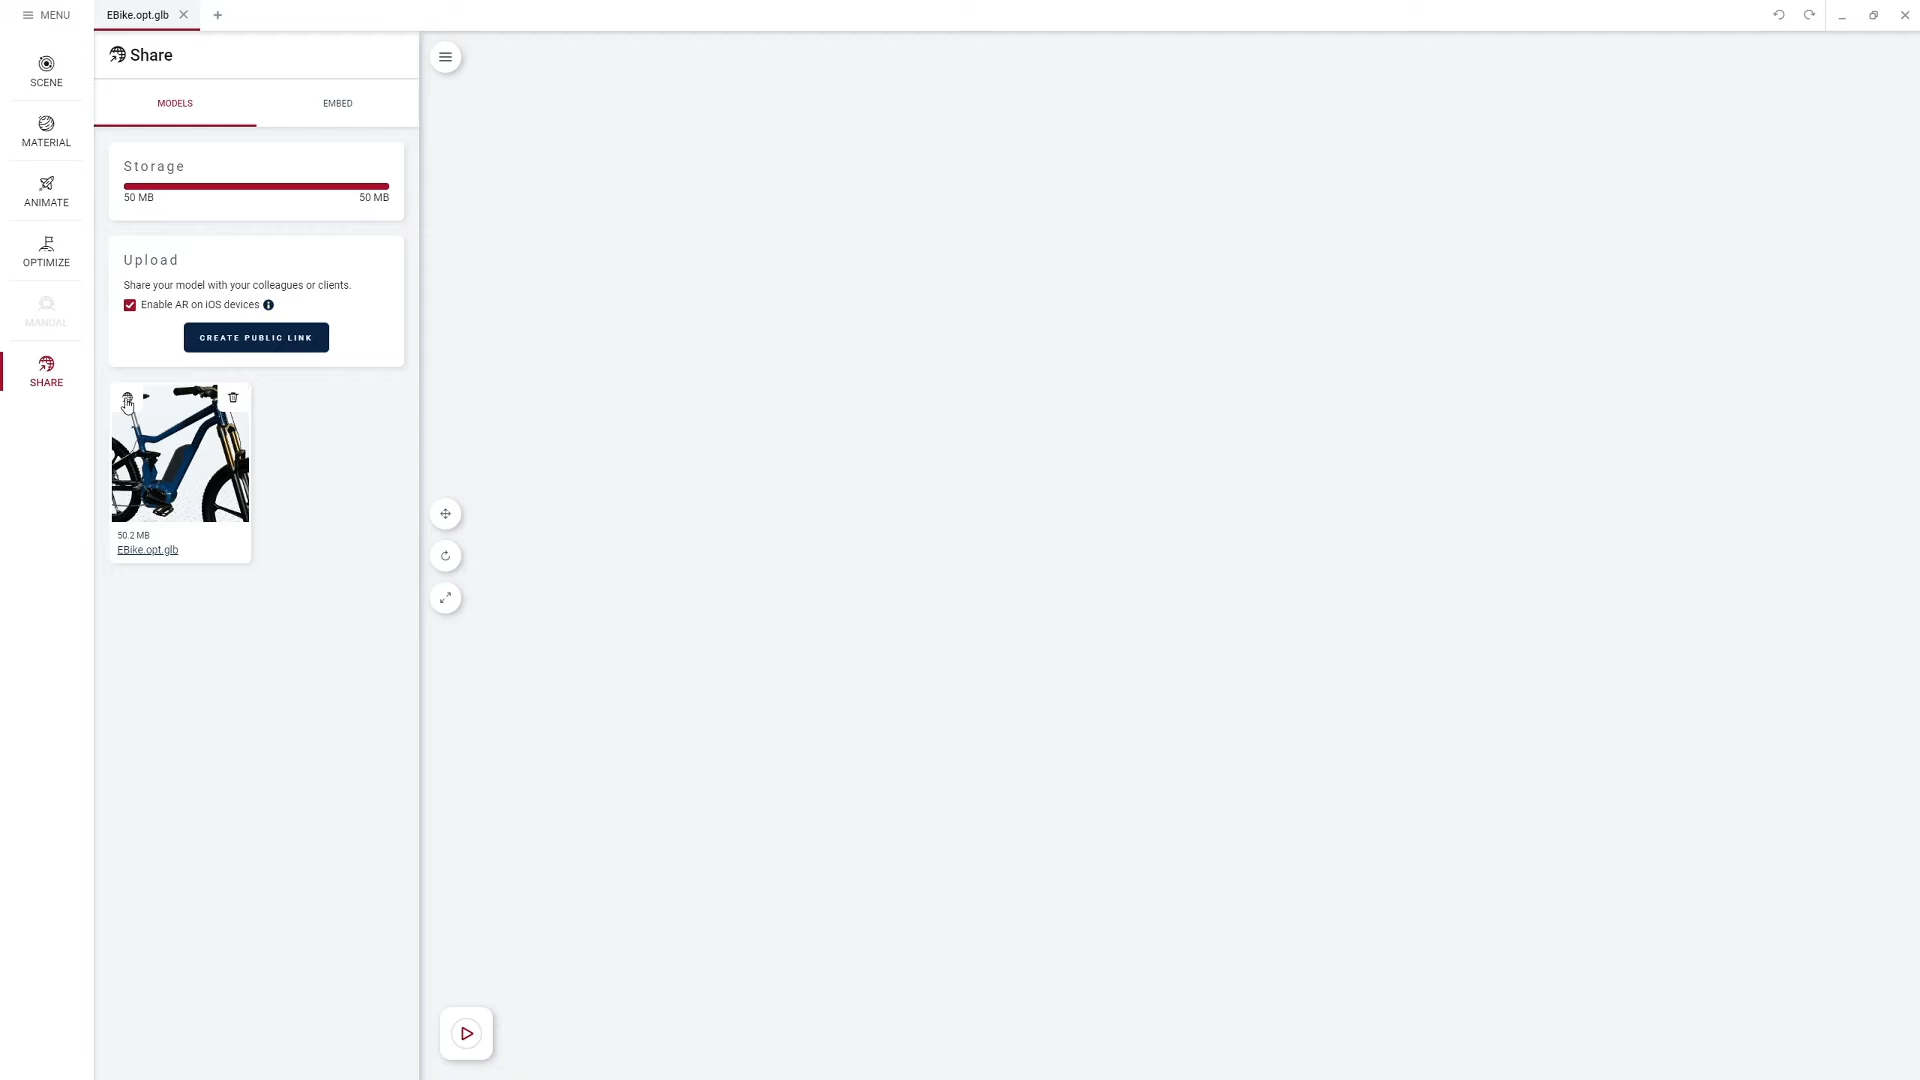 MENU
EBike.opt.glb
SCENE
MATERIAL
ANIMATE
OPTIMIZE
MANUAL
SHARE
Share
MODELS
EMBED
Storage
50 MB
50 MB
Upload
Share your model with your colleagues or clients.
Enable AR on iOS devices
CREATE PUBLIC LINK
50.2 MB
EBike.opt.glb